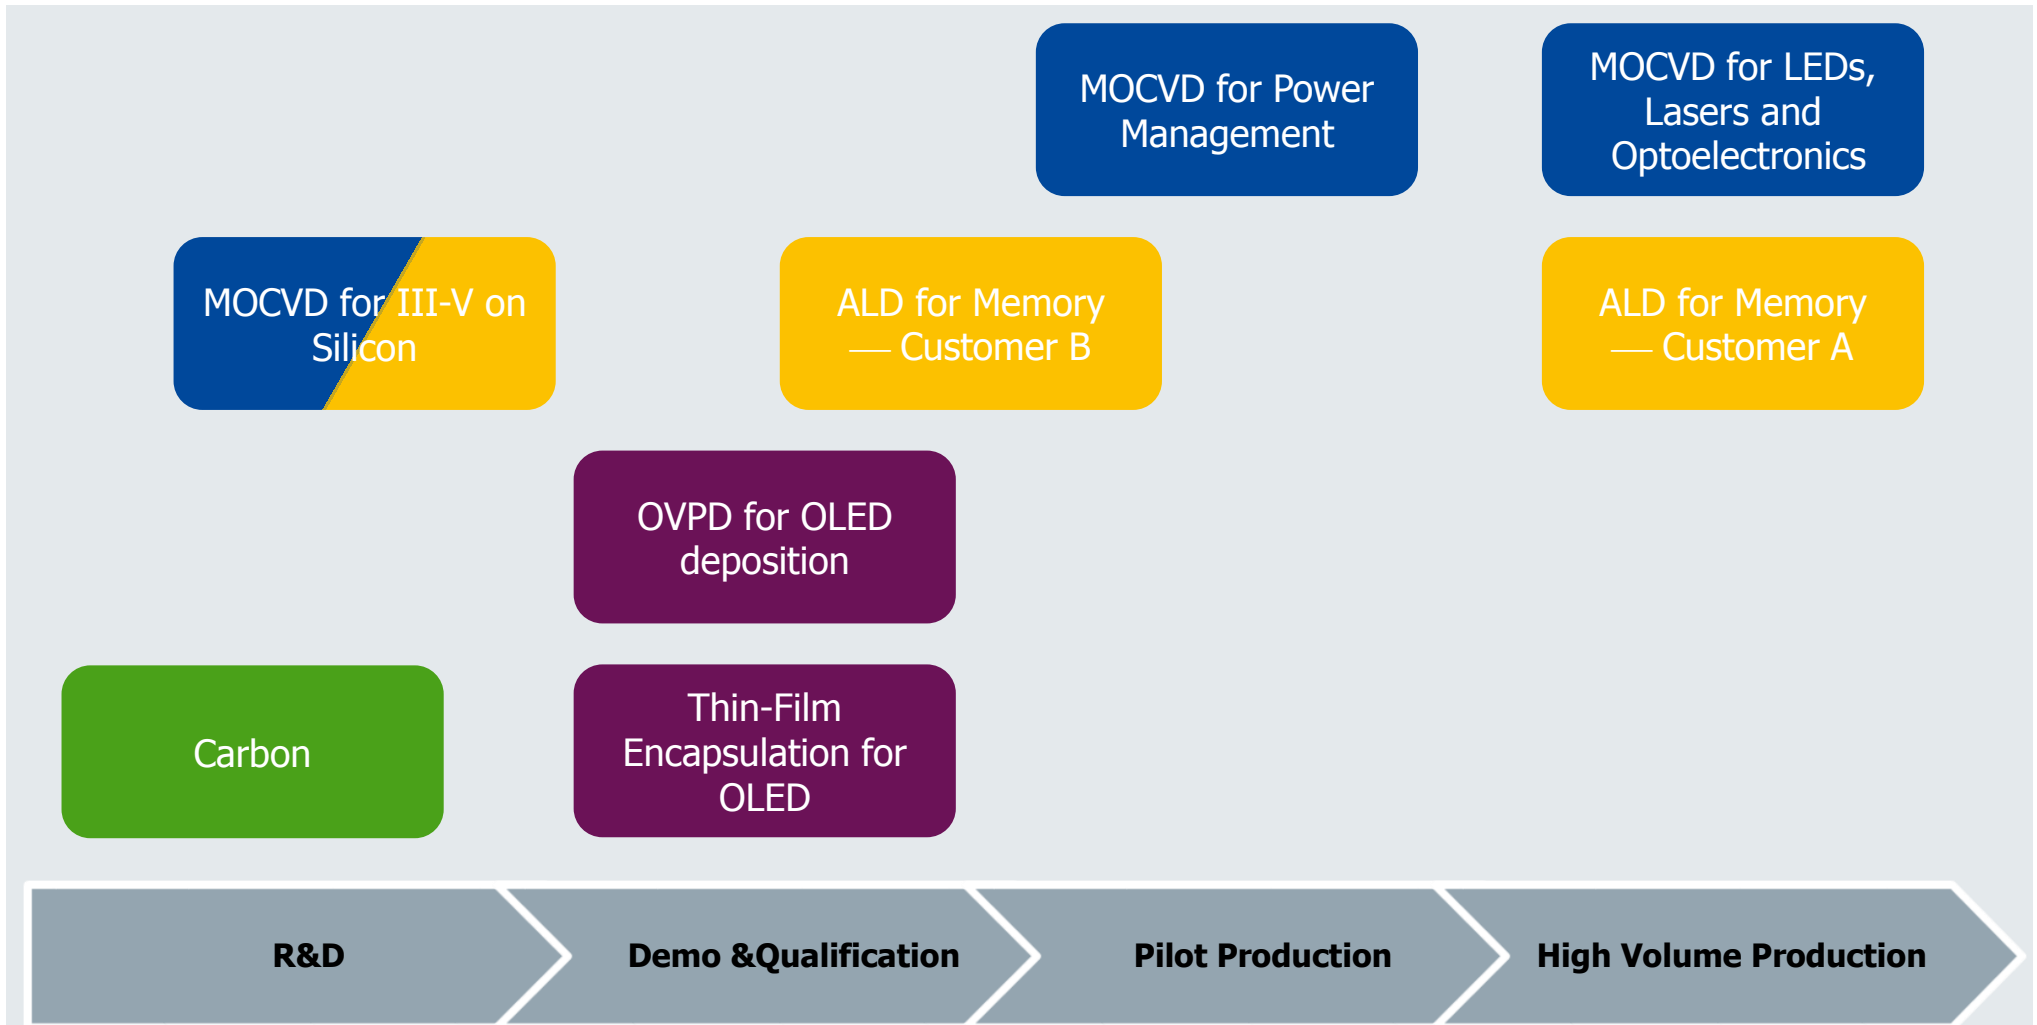 MOCVD for Power
Management
MOCVD for LEDs,
Lasers and
Optoelectronics
MOCVD for III-V on
Silicon
ALD for Memory
— Customer B
ALD for Memory
— Customer A
OVPD for OLED
deposition
Carbon
Thin-Film
Encapsulation for
OLED
R&D
Demo &Qualification
Pilot Production
High Volume Production